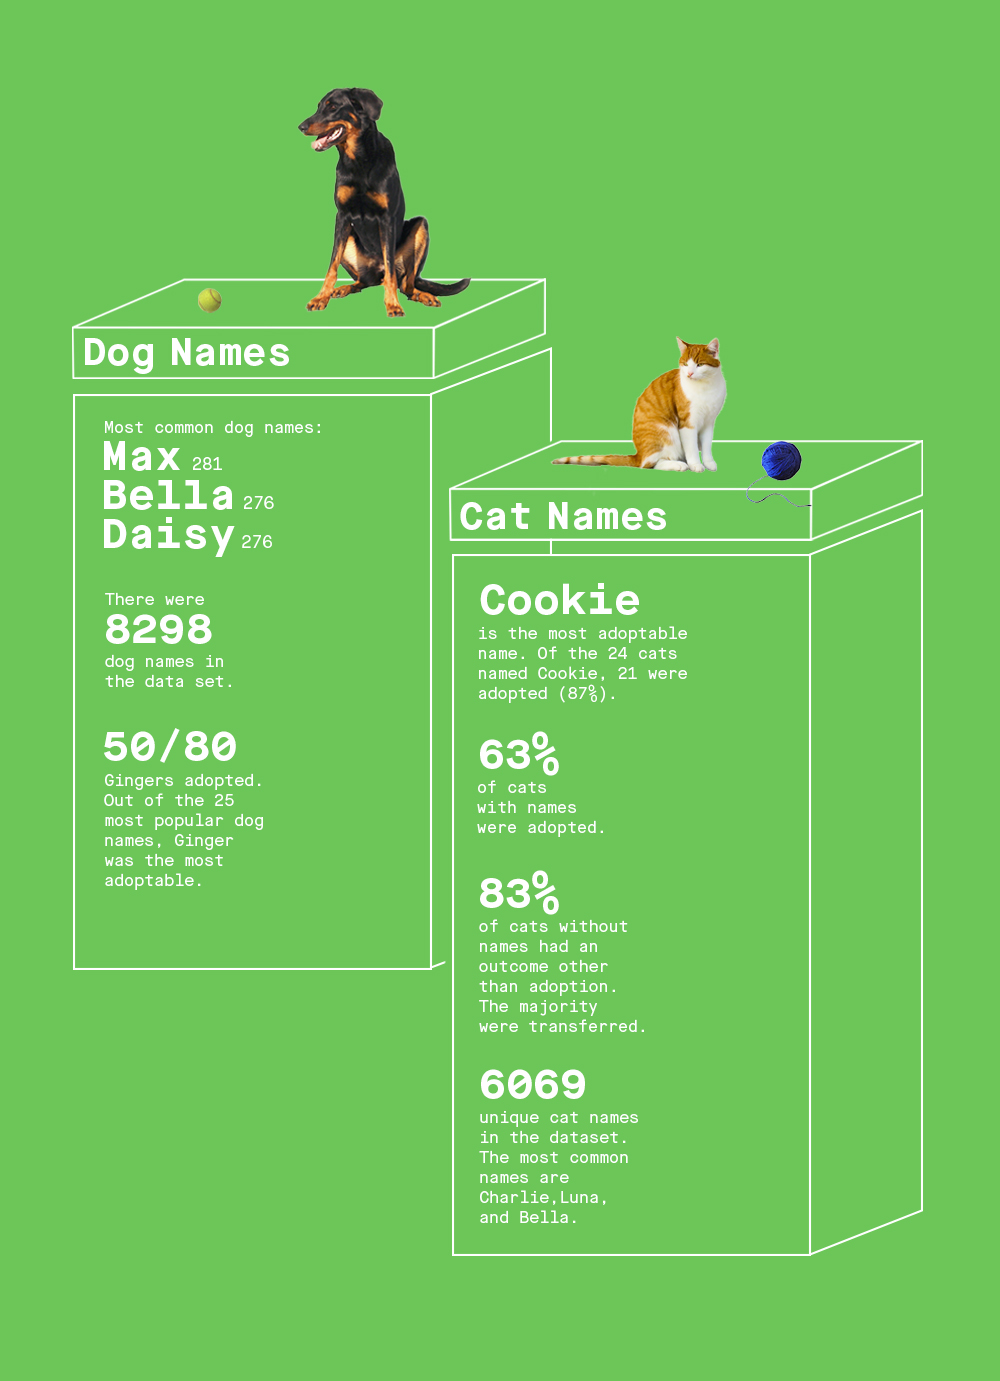 Dog Names
Most common dog names:
Max 281
Bella 276
Daisy 276
There were
8298
dog names in
the data set.
50/80
Gingers adopted.
Out of the 25
most popular dog
names, Ginger
was the most
adoptable.
Cat Names
Cookie
is the most adoptable
name. Of the 24 cats
named Cookie, 21 were
adopted (87%).
63%
of cats
with names
were adopted.
83%
of cats without
names had an
outcome other
than adoption.
The majority
were transferred.
6069
unique cat names
in the dataset.
The most common
names are
Charlie,Luna,
and Bella.